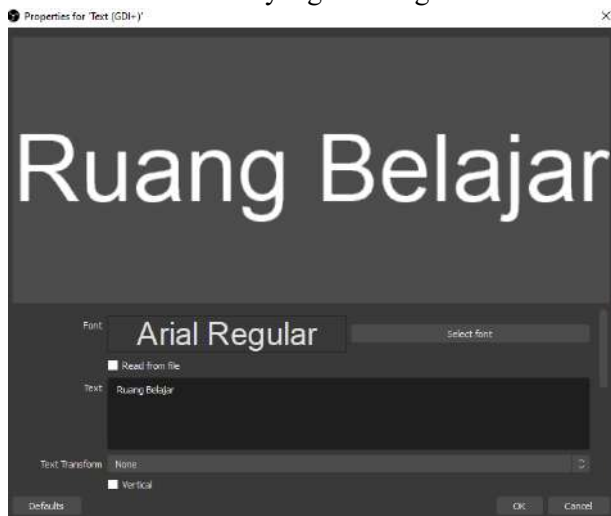 Properties for 'Text (GDI+)'
Ruang Belajar
Font
Arial Regular
Select font
Read from file
Text
Ruang Belajar
Text Transform
None
Vertical
Defaults
OK
Cancel